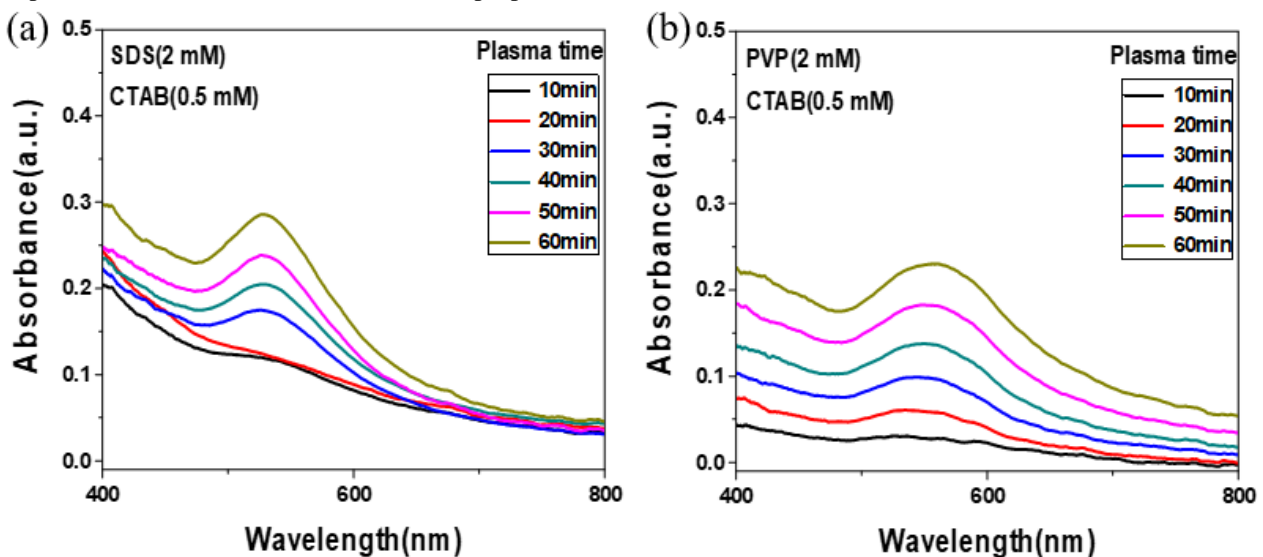 (a)
SDS(2 mM)
CTAB(0.5 mM)
Plasma time
10min
20min
30min
40min
50min
60min
Absorbance(a.u.)
0.5
0.4
0.3
0.2
0.1
0.0
400
600
800
Wavelength(nm)
(b)
PVP(2 mM)
CTAB(0.5 mM)
Plasma time
10min
20min
30min
40min
50min
60min
Absorbance(a.u.)
0.5
0.4
0.3
0.2
0.1
0.0
400
600
800
Wavelength(nm)